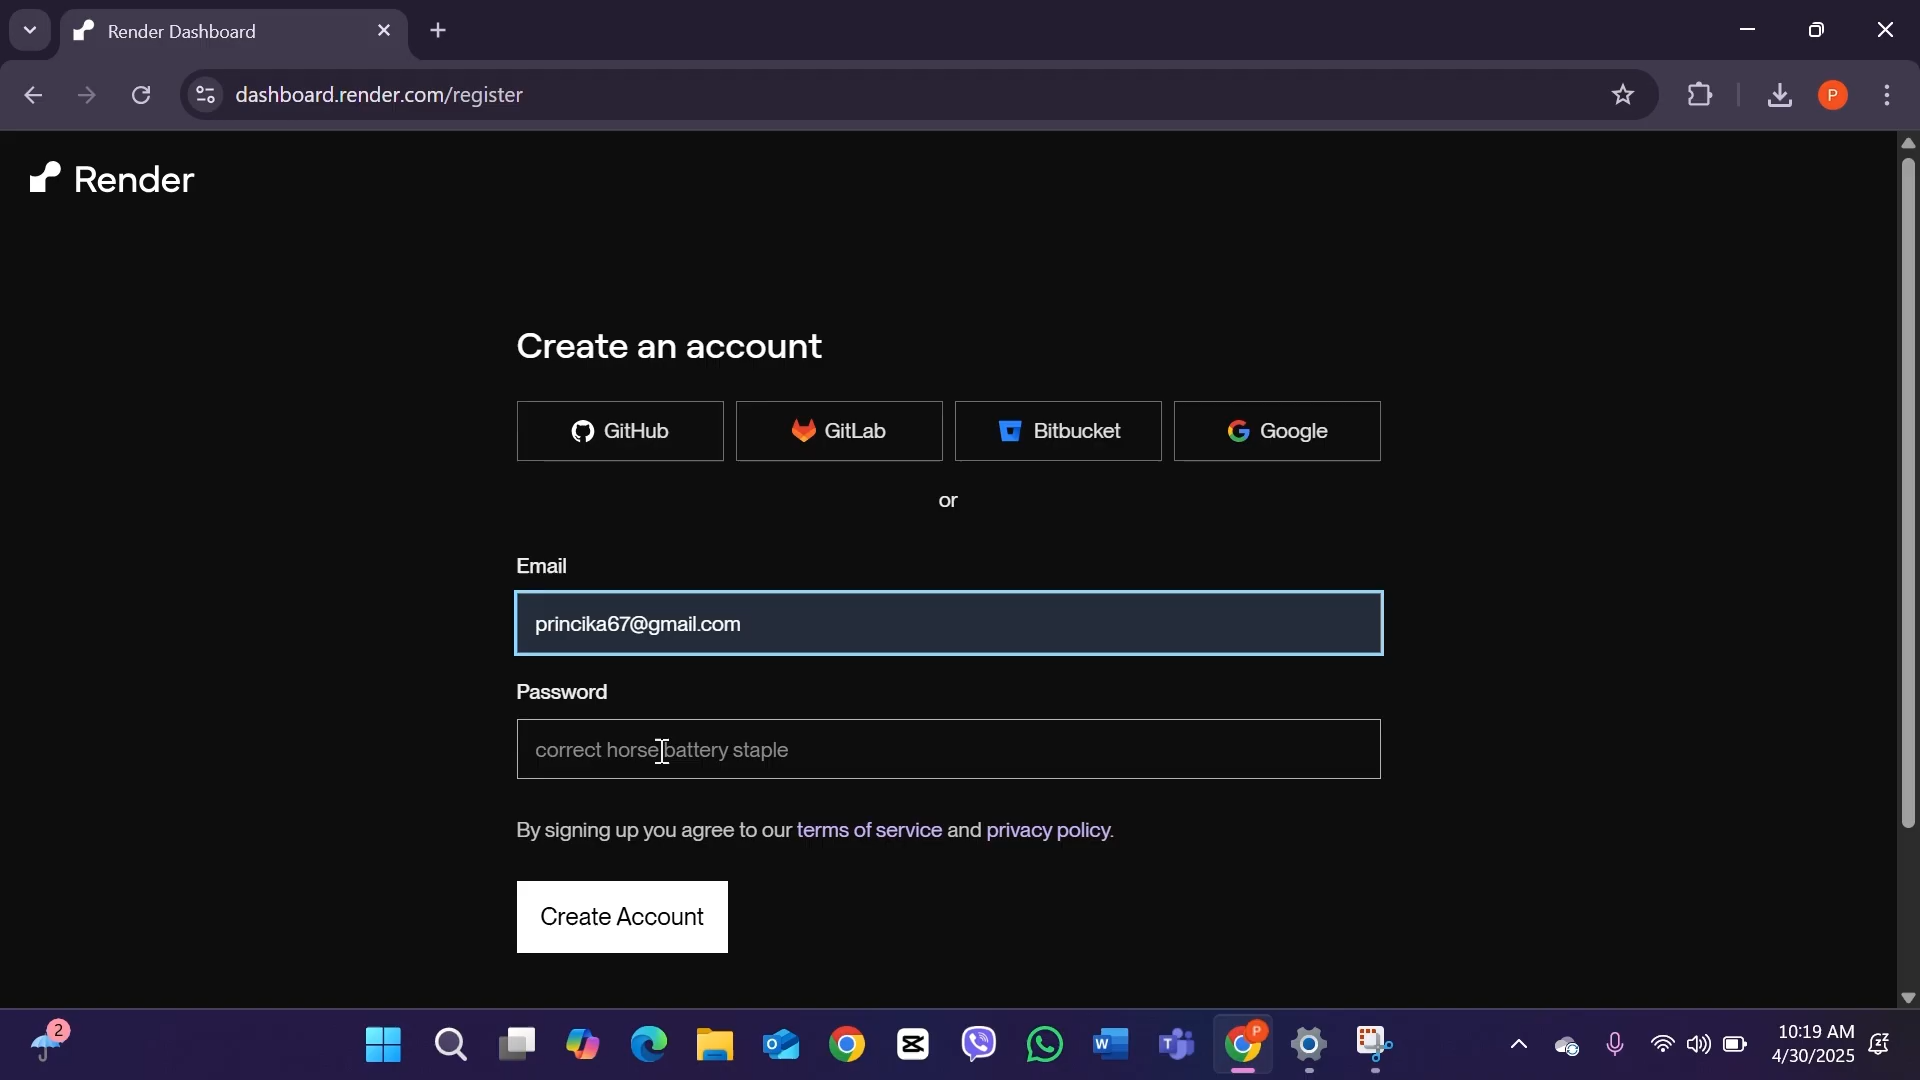 Render Dashboard
dashboard.render.com/register
P
Render
Create an account
GitHub GitLab Bitbucket Google
or
Email
princika67@gmail.com
Password
correct horse battery staple
By signing up you agree to our terms of service and privacy policy.
Create Account
2
P
10:19 AM
4/30/2025